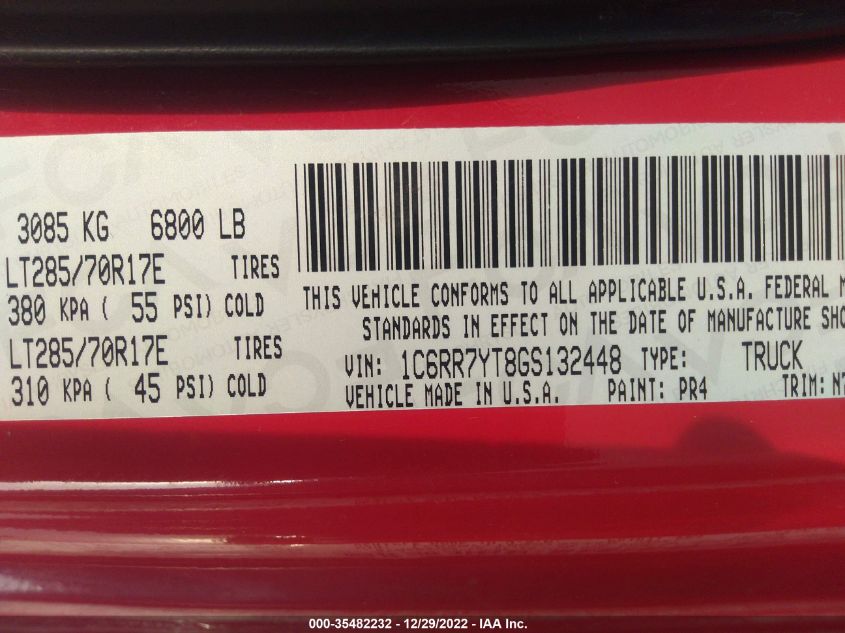 3085 KG 6800 LB
LT285/70R17E TIRES
380 KPA ( 55 PSI) COLD
LT285/70R17E TIRES
310 KPA ( 45 PSI) COLD
THIS VEHICLE CONFORMS TO ALL APPLICABLE U.S.A. FEDERAL M
STANDARDS IN EFFECT ON THE DATE OF MANUFACTURE SHO
VIN: 1C6RR7YT8GS132448 TYPE: TRUCK
VEHICLE MADE IN U.S.A. PAINT: PR4 TRIM: N7
000-35482232 - 12/29/2022 - IAA Inc.